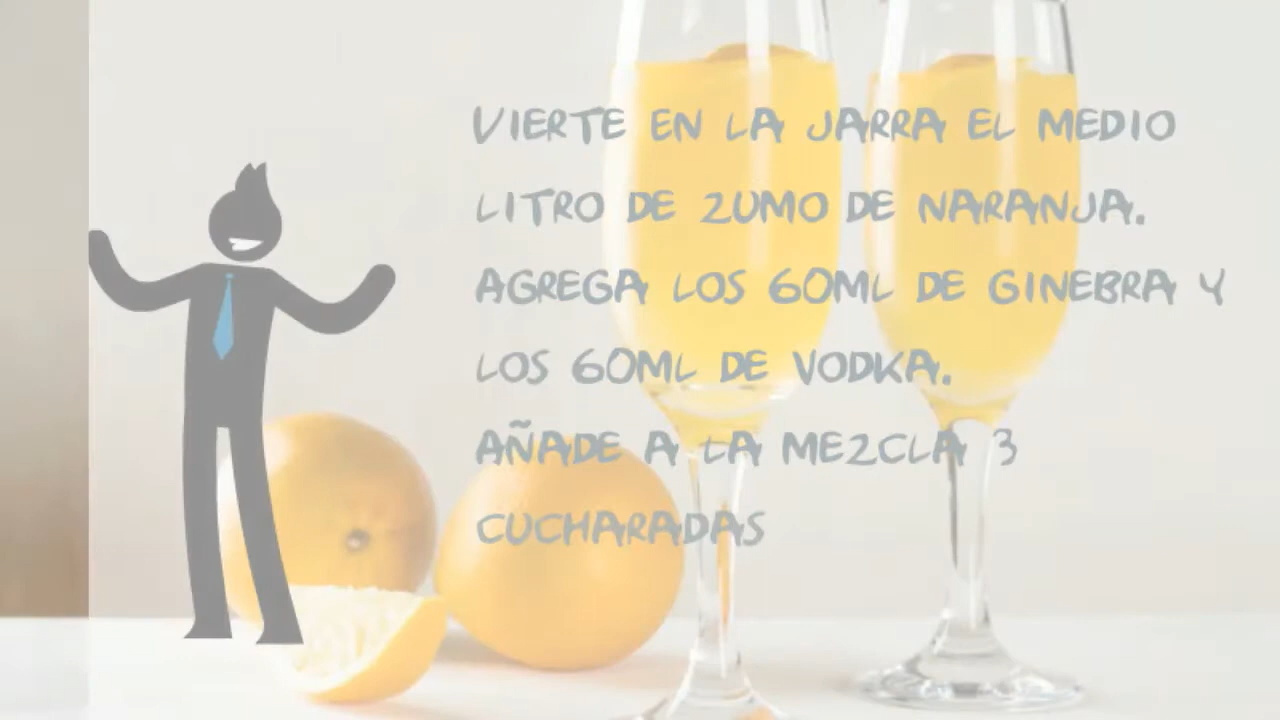 VIERTE EN LA JARRA EL MEDIO
LITRO DE ZUMO DE NARANJA.
AGREGA LOS 60ML DE GINEBRA Y
LOS 60ML DE VODKA.
AÑADE A LA MEZCLA 3
CUCHARADAS